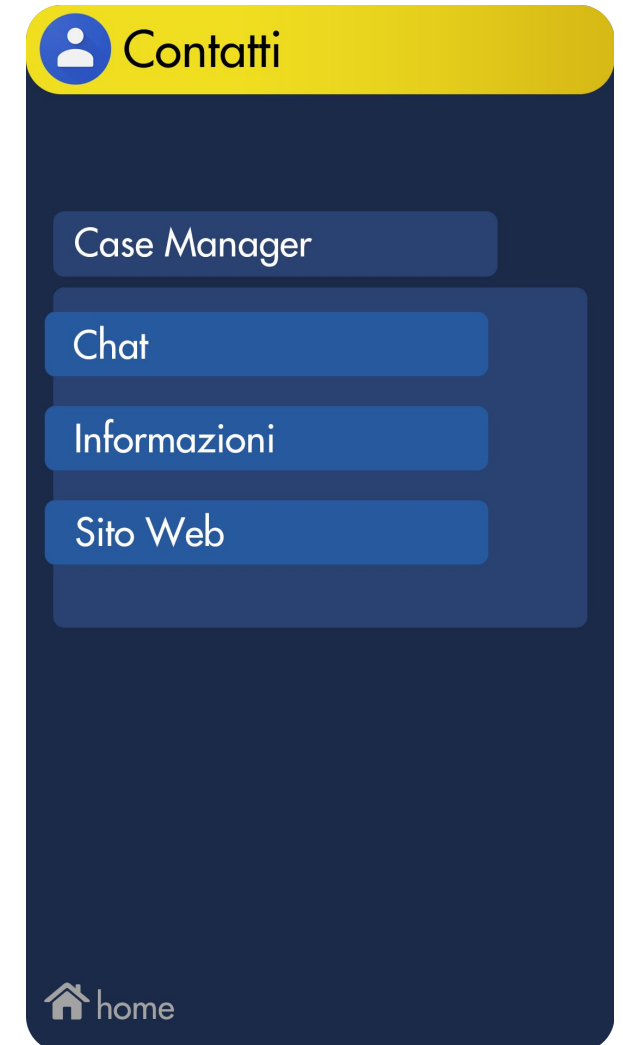 Contatti
Case Manager
Chat
Informazioni
Sito Web
home